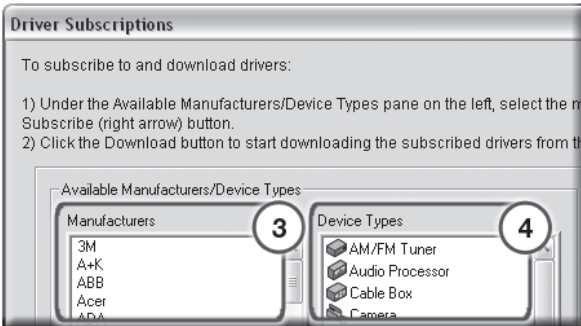 Driver Subscriptions
To subscribe to and download drivers:
1) Under the Available Manufacturers/Device Types pane on the left, select the
Subscribe (right arrow) button.
2) Click the Download button to start downloading the subscribed drivers from
Available Manufacturers/Device Types
Manufacturers
3
3M
A+K
ABB
Acer
ADA
Device Types
4
AM/FM Tuner
Audio Processor
Cable Box
Camera